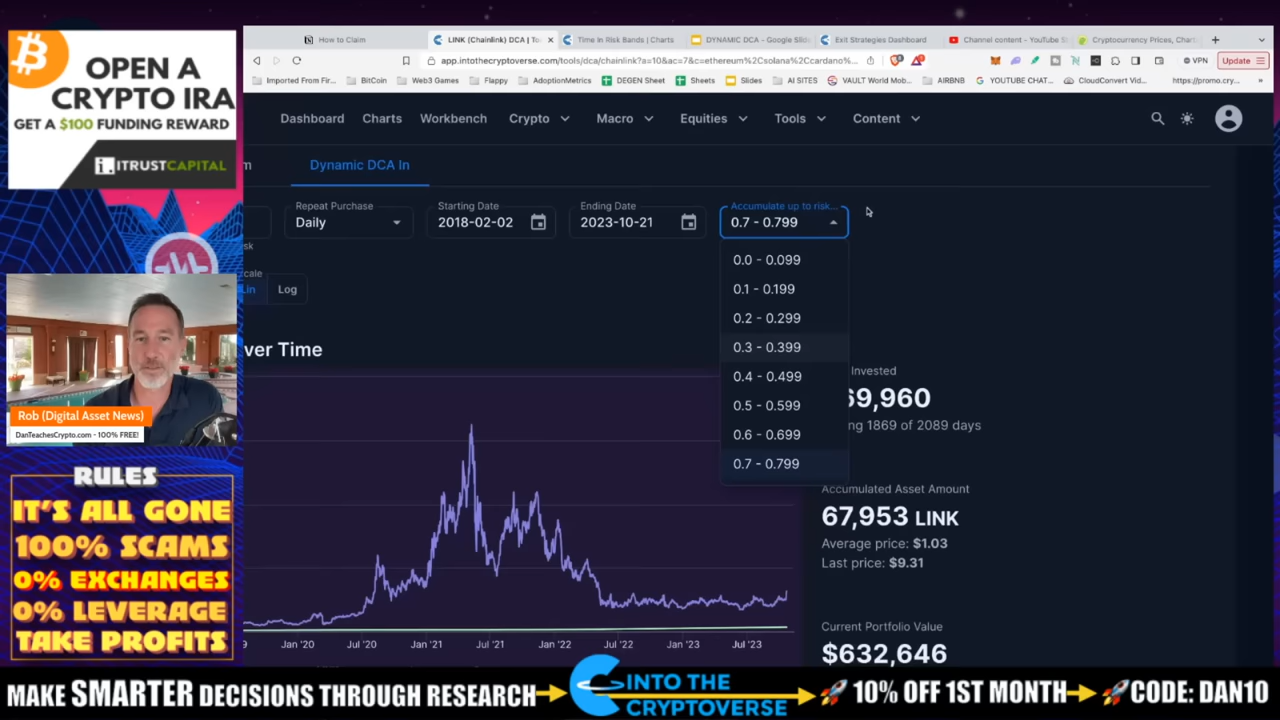 OPEN A
CRYPTO IRA
GET A $100 FUNDING REWARD
ITRUSTCAPITAL
How to Claim
LINK (Chainlink) DCA | To
Time In Risk Bands | Charts
DYNAMIC DCA - Google Slid
Exit Strategies Dashboard
Channel content - YouTube S
Cryptocurrency Prices, Chart
app.intothecryptoverse.com/tools/dca/chainlink?a=10&ac=7&c=ethereum%2Csolana%2Ccardano%...
VPN
Update
Imported From Fir...
BitCoin
Web3 Games
Flappy
AdoptionMetrics
DEGEN Sheet
Sheets
Slides
AI SITES
VAULT World Mob...
AIRBNB
YOUTUBE CHAT...
CloudConvert Vid...
https://promo.cry...
Dashboard
Charts
Workbench
Crypto
Macro
Equities
Tools
Content
m
Dynamic DCA In
Repeat Purchase
Daily
Starting Date
2018-02-02
Ending Date
2023-10-21
Accumulate up to risk...
0.7 - 0.799
sk
cale
Lin
Log
0.0 - 0.099
0.1 - 0.199
0.2 - 0.299
0.3 - 0.399
0.4 - 0.499
0.5 - 0.599
0.6 - 0.699
0.7 - 0.799
ver Time
Invested
69,960
ng 1869 of 2089 days
Accumulated Asset Amount
67,953 LINK
Average price: $1.03
Last price: $9.31
Current Portfolio Value
$632,646
9
Jan '20
Jul '20
Jan '21
Jul '21
Jan '22
Jul '22
Jan '23
Jul '23
Rob (Digital Asset News)
DanTeachesCrypto.com - 100% FREE!
RULES
IT'S ALL GONE
100% SCAMS
0% EXCHANGES
0% LEVERAGE
TAKE PROFITS
MAKE SMARTER DECISIONS THROUGH RESEARCH
INTO THE
CRYPTOVERSE
10% OFF 1ST MONTH
CODE: DAN10